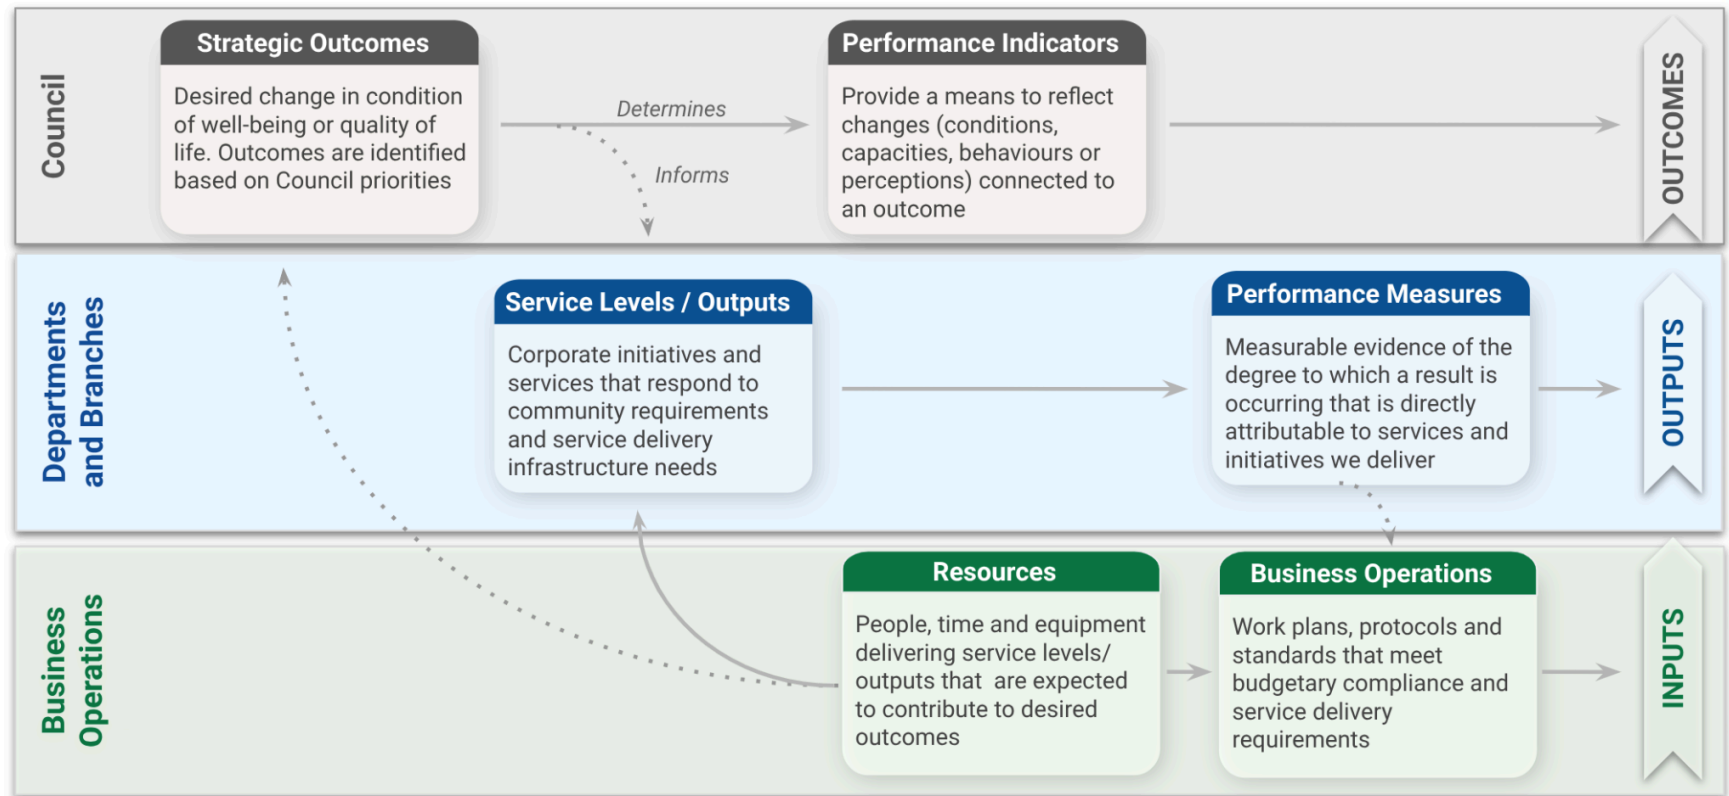 Council
Strategic Outcomes
Desired change in condition
of well-being or quality of
life. Outcomes are identified
based on Council priorities
Determines
Informs
Performance Indicators
Provide a means to reflect
changes (conditions,
capacities, behaviours or
perceptions) connected to
an outcome
OUTCOMES
Departments
and Branches
Service Levels / Outputs
Corporate initiatives and
services that respond to
community requirements
and service delivery
infrastructure needs
Performance Measures
Measurable evidence of the
degree to which a result is
occurring that is directly
attributable to services and
initiatives we deliver
OUTPUTS
Business
Operations
Resources
People, time and equipment
delivering service levels/
outputs that are expected
to contribute to desired
outcomes
Business Operations
Work plans, protocols and
standards that meet
budgetary compliance and
service delivery
requirements
INPUTS